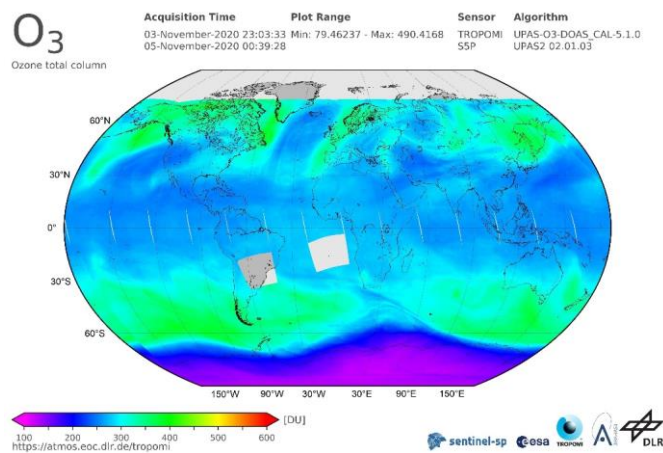 O3
Ozone total column
Acquisition Time
03-November-2020 23:03:33
05-November-2020 00:39:28
Plot Range
Min: 79.46237 - Max: 490.4168
Sensor
TROPOMI
S5P
Algorithm
UPAS-O3-DOAS_CAL-5.1.0
UPAS2 02.01.03
60°N
30°N
0°
30°S
60°S
150°W 90°W 30°W 30°E 90°E 150°E
[DU]
100 200 300 400 500 600
https://atmos.eoc.dlr.de/tropomi
sentinel-5p
esa
TROPOMI
DLR